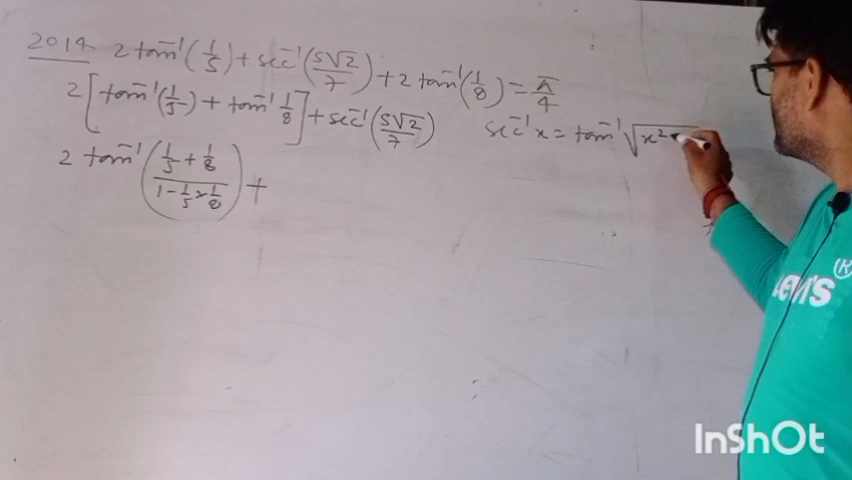 2014 2 tan⁻¹(1/5) + sec⁻¹(5√2/7) + 2 tan⁻¹(1/8) = π/4
2[tan⁻¹(1/5) + tan⁻¹ 1/8] + sec⁻¹(5√2/7)
sec⁻¹x = tan⁻¹√x²
2 tan⁻¹((1/5 + 1/8)/(1 - 1/5 × 1/8)) +
InShOt